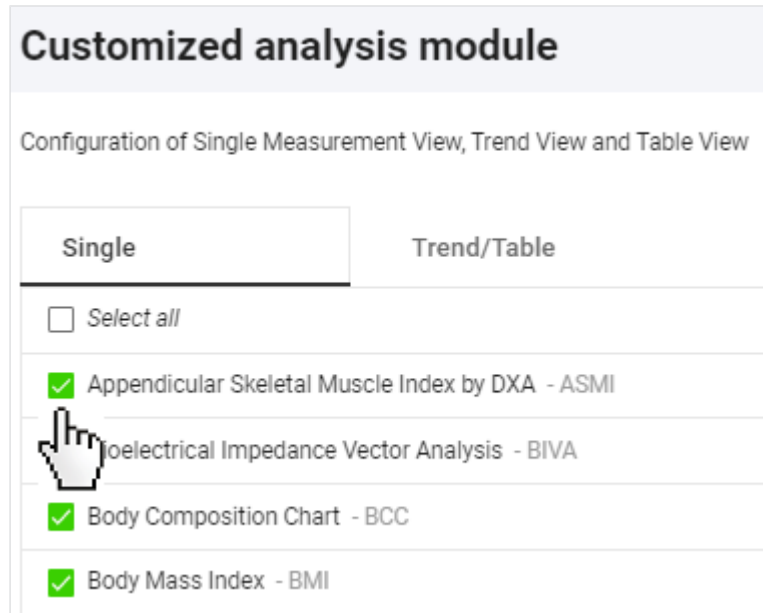 Customized analysis module
Configuration of Single Measurement View, Trend View and Table View
Single Trend/Table
Select all
Appendicular Skeletal Muscle Index by DXA - ASMI
Impedance Vector Analysis - BIVA
Body Composition Chart - BCC
Body Mass Index - BMI